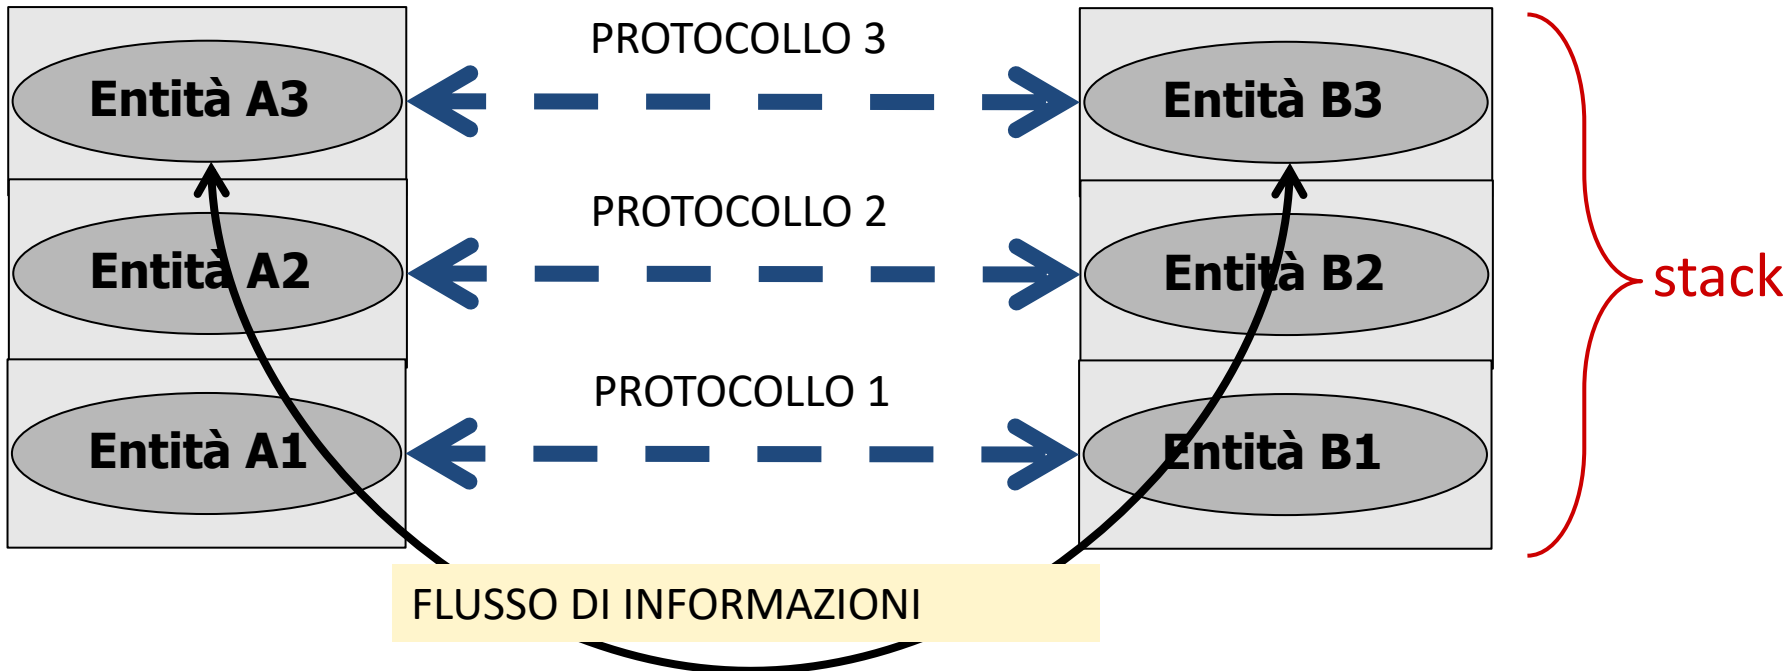 PROTOCOLLO 3
Entità A3
Entità B3
PROTOCOLLO 2
Entità A2
Entità B2
stack
PROTOCOLLO 1
Entità A1
Entità B1
FLUSSO DI INFORMAZIONI